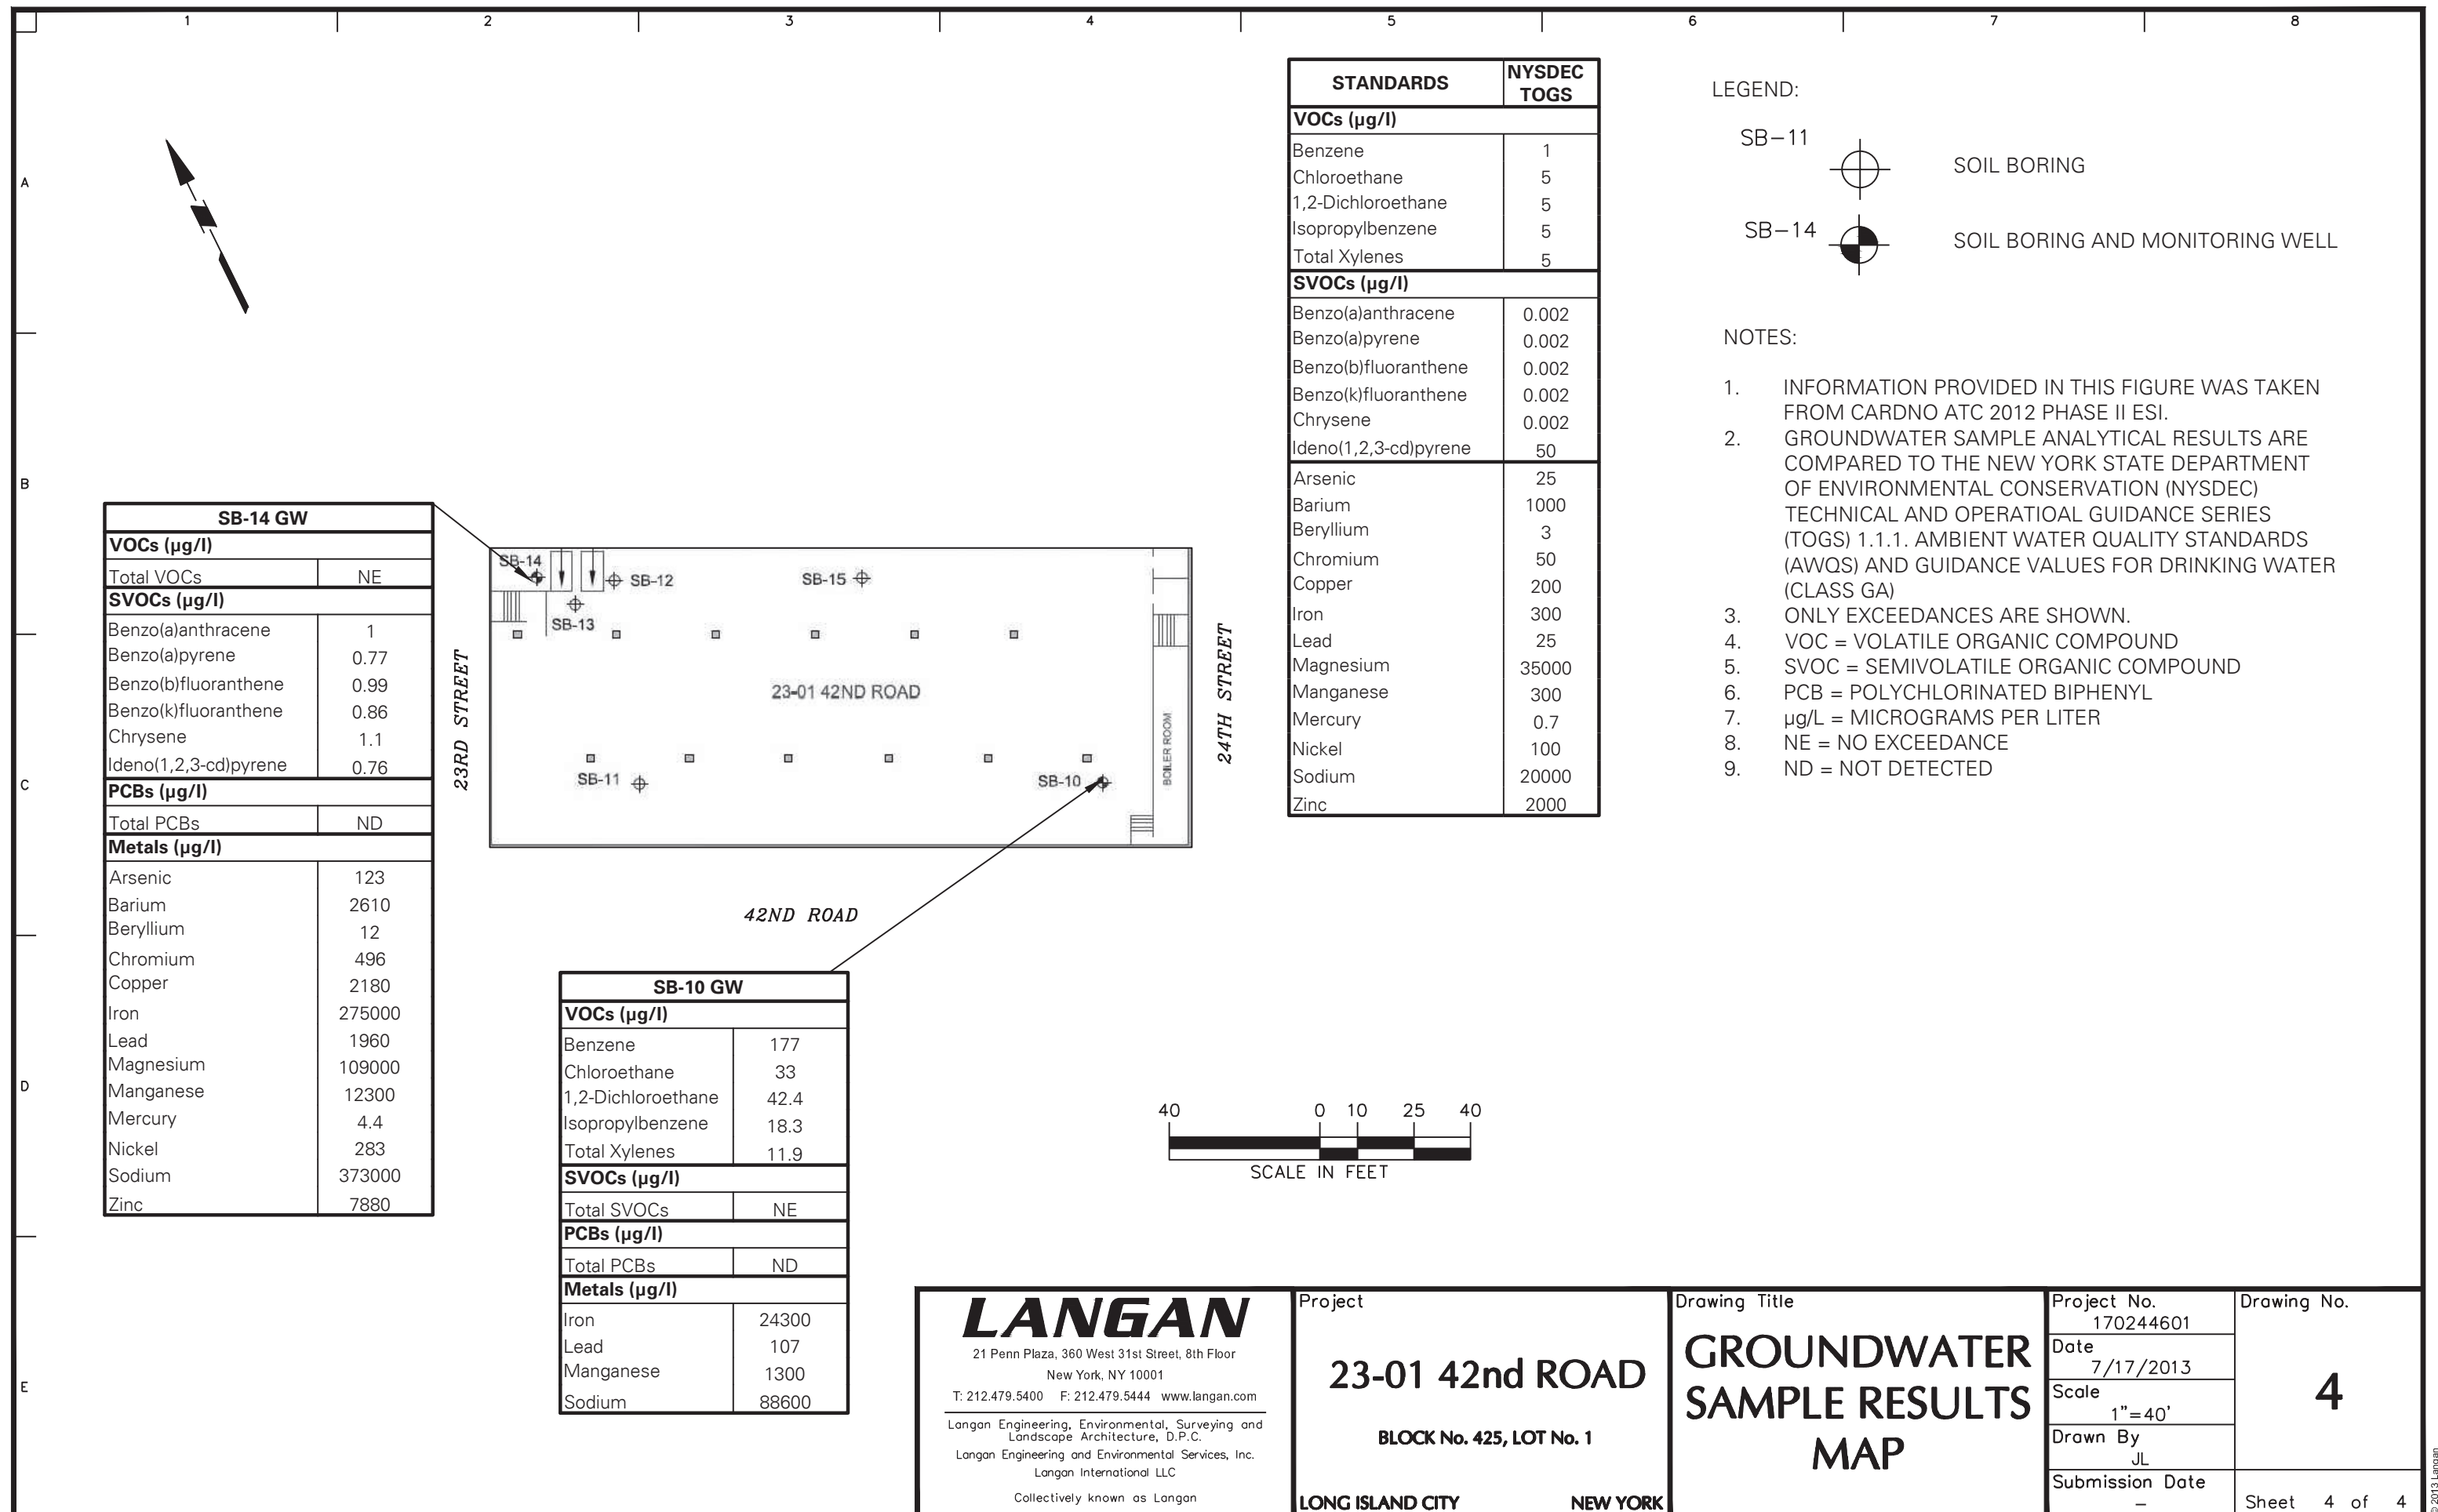 1 2 3 4 5 6 7 8
A
B
C
D
E
STANDARDS NYSDEC TOGS
VOCs (µg/l)
Benzene 1
Chloroethane 5
1,2-Dichloroethane 5
Isopropylbenzene 5
Total Xylenes 5
SVOCs (µg/l)
Benzo(a)anthracene 0.002
Benzo(a)pyrene 0.002
Benzo(b)fluoranthene 0.002
Benzo(k)fluoranthene 0.002
Chrysene 0.002
Ideno(1,2,3-cd)pyrene 50
Arsenic 25
Barium 1000
Beryllium 3
Chromium 50
Copper 200
Iron 300
Lead 25
Magnesium 35000
Manganese 300
Mercury 0.7
Nickel 100
Sodium 20000
Zinc 2000
LEGEND:
SB-11
SOIL BORING
SB-14
SOIL BORING AND MONITORING WELL
NOTES:
1. INFORMATION PROVIDED IN THIS FIGURE WAS TAKEN
FROM CARDNO ATC 2012 PHASE II ESI.
2. GROUNDWATER SAMPLE ANALYTICAL RESULTS ARE
COMPARED TO THE NEW YORK STATE DEPARTMENT
OF ENVIRONMENTAL CONSERVATION (NYSDEC)
TECHNICAL AND OPERATIOAL GUIDANCE SERIES
(TOGS) 1.1.1. AMBIENT WATER QUALITY STANDARDS
(AWQS) AND GUIDANCE VALUES FOR DRINKING WATER
(CLASS GA)
3. ONLY EXCEEDANCES ARE SHOWN.
4. VOC = VOLATILE ORGANIC COMPOUND
5. SVOC = SEMIVOLATILE ORGANIC COMPOUND
6. PCB = POLYCHLORINATED BIPHENYL
7. µg/L = MICROGRAMS PER LITER
8. NE = NO EXCEEDANCE
9. ND = NOT DETECTED
SB-14 GW
VOCs (µg/l)
Total VOCs NE
SVOCs (µg/l)
Benzo(a)anthracene 1
Benzo(a)pyrene 0.77
Benzo(b)fluoranthene 0.99
Benzo(k)fluoranthene 0.86
Chrysene 1.1
Ideno(1,2,3-cd)pyrene 0.76
PCBs (µg/l)
Total PCBs ND
Metals (µg/l)
Arsenic 123
Barium 2610
Beryllium 12
Chromium 496
Copper 2180
Iron 275000
Lead 1960
Magnesium 109000
Manganese 12300
Mercury 4.4
Nickel 283
Sodium 373000
Zinc 7880
SB-14
SB-12
SB-15
SB-13
23RD STREET
23-01 42ND ROAD
24TH STREET
BOILER ROOM
SB-11
SB-10
42ND ROAD
SB-10 GW
VOCs (µg/l)
Benzene 177
Chloroethane 33
1,2-Dichloroethane 42.4
Isopropylbenzene 18.3
Total Xylenes 11.9
SVOCs (µg/l)
Total SVOCs NE
PCBs (µg/l)
Total PCBs ND
Metals (µg/l)
Iron 24300
Lead 107
Manganese 1300
Sodium 88600
40 0 10 25 40
SCALE IN FEET
LANGAN
21 Penn Plaza, 360 West 31st Street, 8th Floor
New York, NY 10001
T: 212.479.5400 F: 212.479.5444 www.langan.com
Langan Engineering, Environmental, Surveying and
Landscape Architecture, D.P.C.
Langan Engineering and Environmental Services, Inc.
Langan International LLC
Collectively known as Langan
Project
23-01 42nd ROAD
BLOCK No. 425, LOT No. 1
LONG ISLAND CITY NEW YORK
Drawing Title
GROUNDWATER
SAMPLE RESULTS
MAP
Project No.
170244601
Date
7/17/2013
Scale
1"=40'
Drawn By
JL
Submission Date
–
Drawing No.
4
Sheet 4 of 4
© 2013 Langan